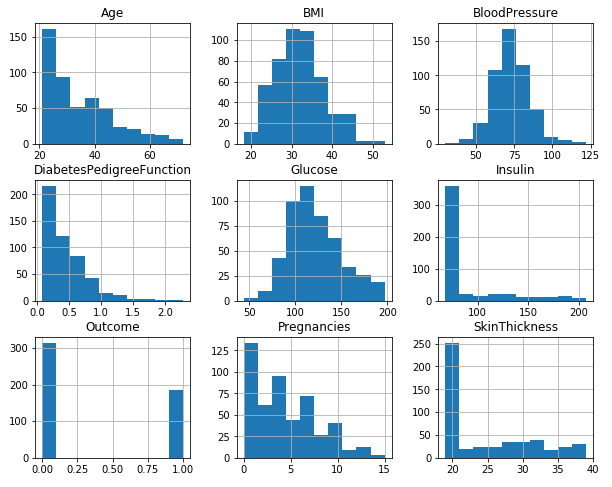 Age BMI BloodPressure
150 100 50 0
20 40 60
100 80 60 40 20 0
20 30 40 50
150 100 50 0
50 75 100 125
DiabetesPedigreeFunction Glucose Insulin
200 150 100 50 0
0.0 0.5 1.0 1.5 2.0
100 75 50 25 0
50 100 150 200
300 200 100 0
100 150 200
Outcome Pregnancies SkinThickness
300 200 100 0
0.00 0.25 0.50 0.75 1.00
125 100 75 50 25 0
0 5 10 15
250 200 150 100 50 0
20 25 30 35 40